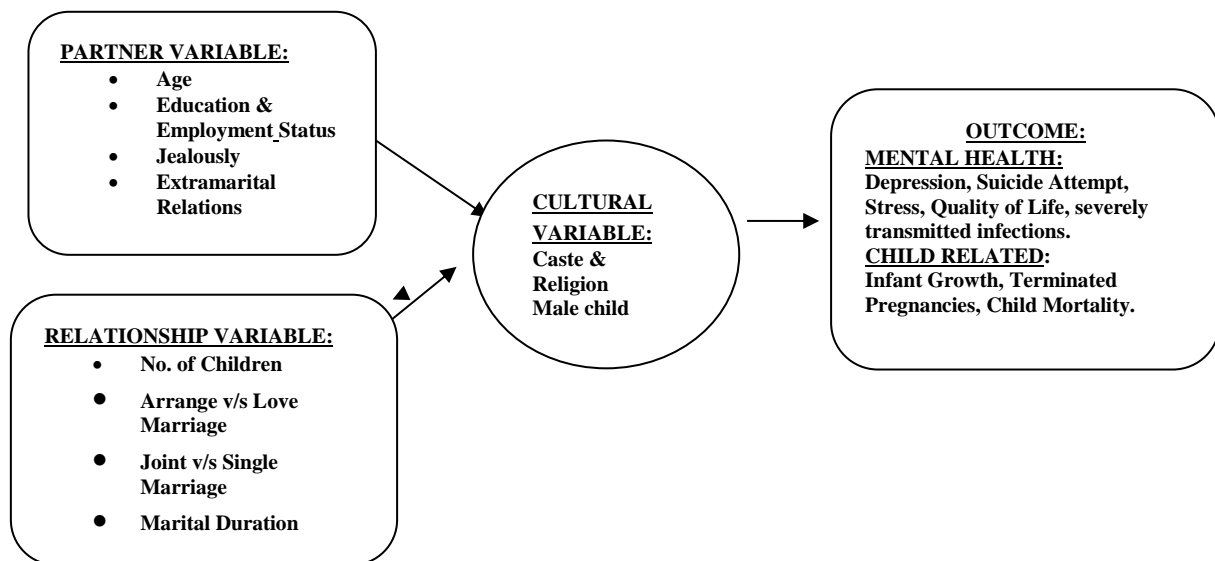 PARTNER VARIABLE:
• Age
• Education &
Employment Status
• Jealously
• Extramarital
Relations
RELATIONSHIP VARIABLE:
• No. of Children
• Arrange v/s Love
Marriage
• Joint v/s Single
Marriage
• Marital Duration
CULTURAL
VARIABLE:
Caste &
Religion
Male child
OUTCOME:
MENTAL HEALTH:
Depression, Suicide Attempt,
Stress, Quality of Life, severely
transmitted infections.
CHILD RELATED:
Infant Growth, Terminated
Pregnancies, Child Mortality.